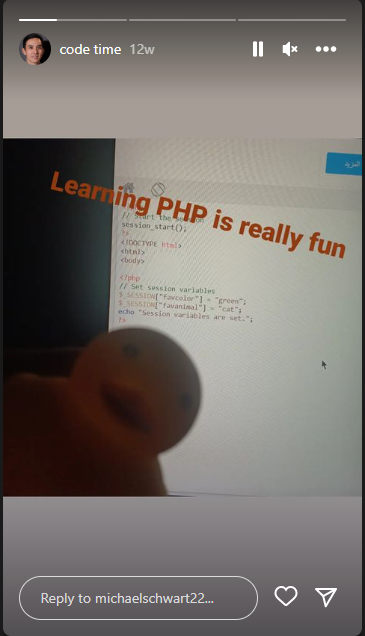 code time 12w
المزيد
Learning PHP is really fun
// Start the session
session_start();
?>
<!DOCTYPE html>
<html>
<body>
<?php
// Set session variables
$_SESSION["favcolor"] = "green";
$_SESSION["favanimal"] = "cat";
echo "Session variables are set.";
?>
Reply to michaelschwart22...